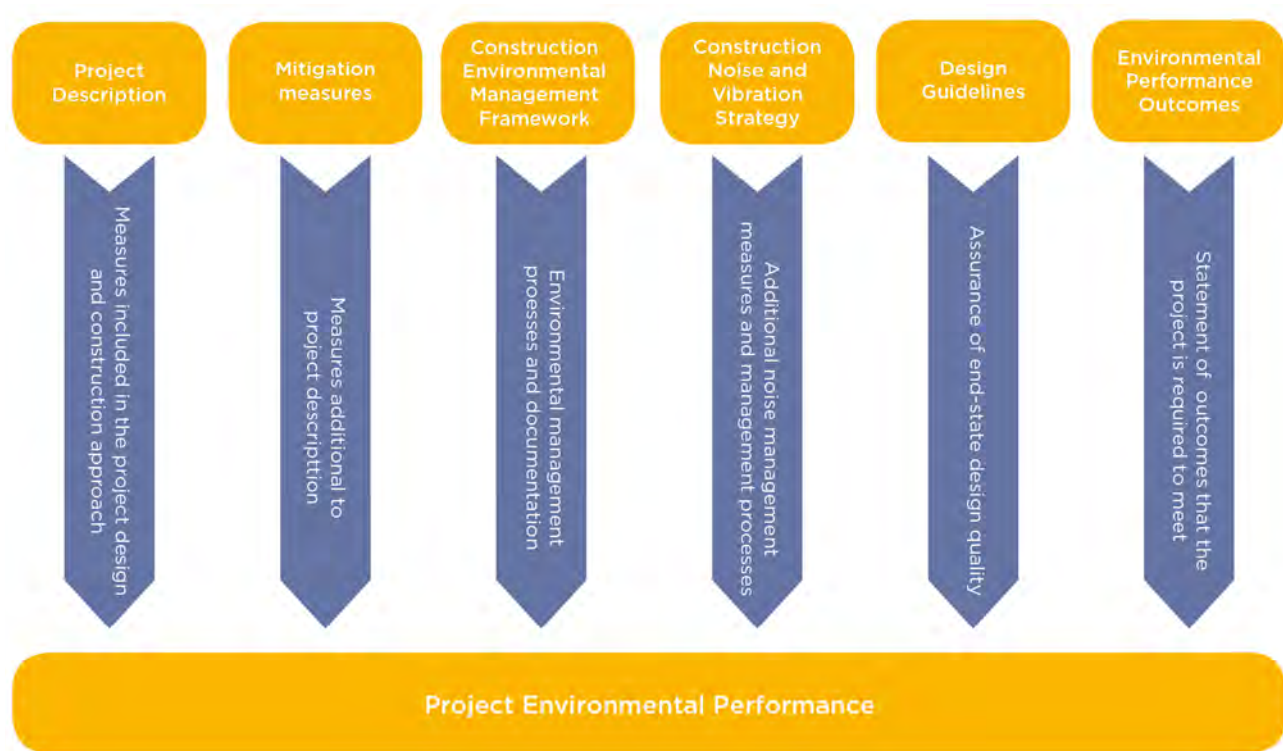 Project
Description
Mitigation
measures
Construction
Environmental
Management
Framework
Construction
Noise and
Vibration
Strategy
Design
Guidelines
Environmental
Performance
Outcomes
Measures included in the project design
and construction approach
Measures additional to
project descripttion
Environmental management
proesses and documentation
Additional noise management
measures and management processes
Assurance of end-state design quality
Statement of outcomes that the
project is required to meet
Project Environmental Performance